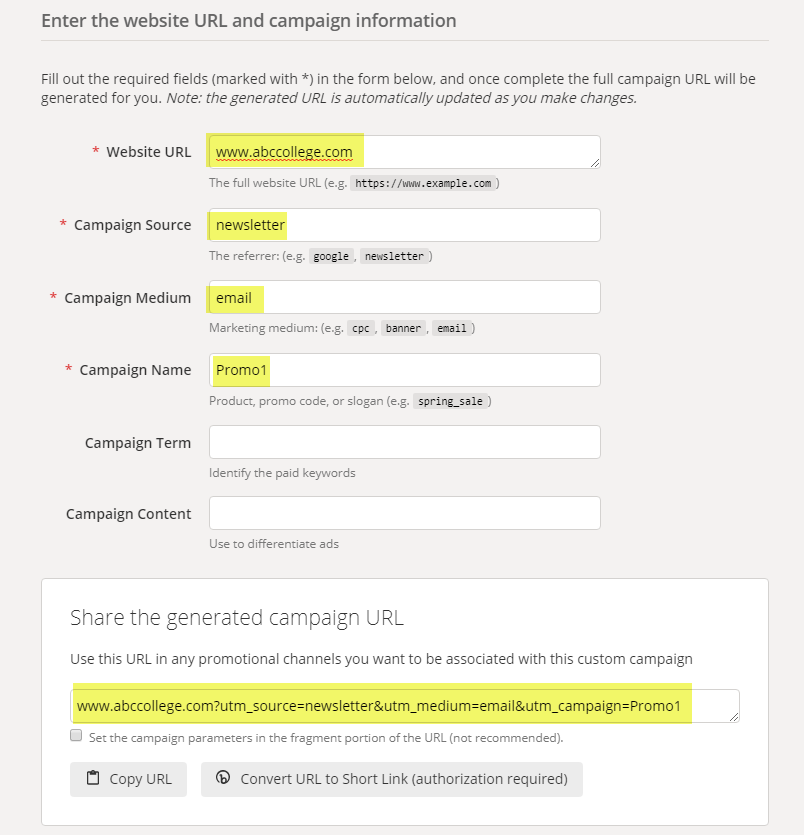 Enter the website URL and campaign information
Fill out the required fields (marked with *) in the form below, and once complete the full campaign URL will be
generated for you. Note: the generated URL is automatically updated as you make changes.
* Website URL www.abccollege.com
The full website URL (e.g. https://www.example.com )
* Campaign Source newsletter
The referrer: (e.g. google , newsletter )
* Campaign Medium email
Marketing medium: (e.g. cpc , banner , email )
* Campaign Name Promo1
Product, promo code, or slogan (e.g. spring_sale )
Campaign Term
Identify the paid keywords
Campaign Content
Use to differentiate ads
Share the generated campaign URL
Use this URL in any promotional channels you want to be associated with this custom campaign
www.abccollege.com?utm_source=newsletter&utm_medium=email&utm_campaign=Promo1
Set the campaign parameters in the fragment portion of the URL (not recommended).
Copy URL Convert URL to Short Link (authorization required)